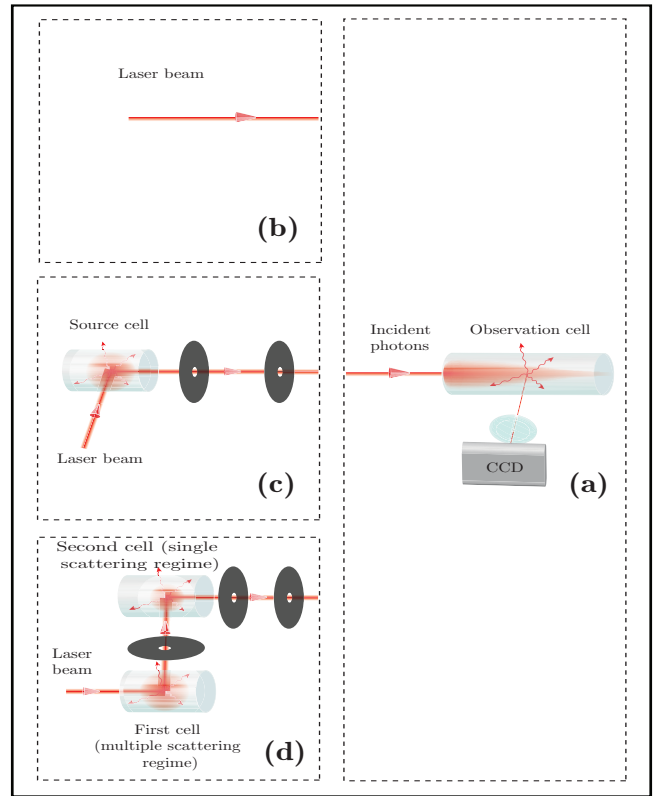 Laser beam
(b)
Source cell
Laser beam
(c)
Second cell (single
scattering regime)
Laser
beam
First cell
(multiple scattering
regime)
(d)
Incident
photons
Observation cell
CCD
(a)